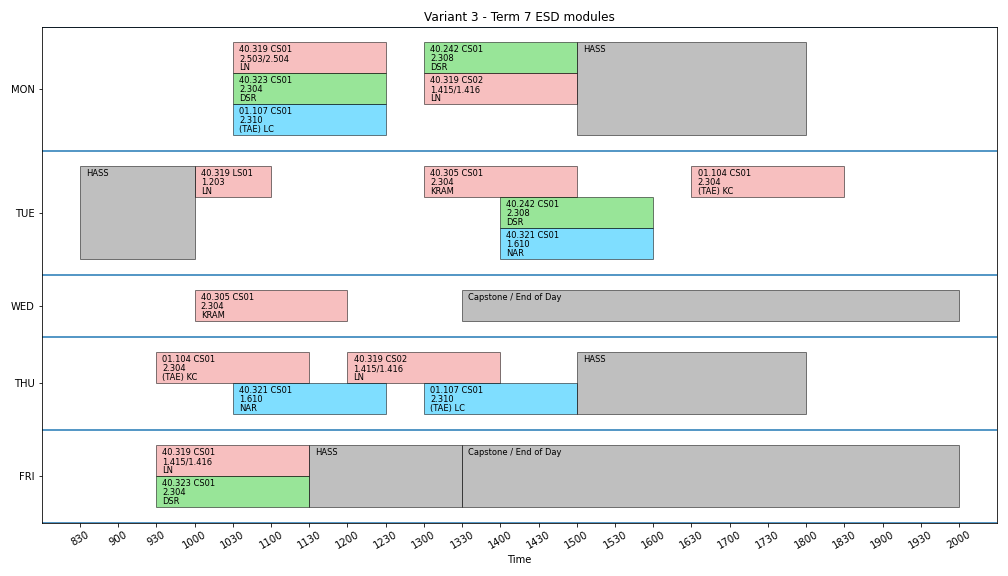 Variant 3 - Term 7 ESD modules
MON
40.319 CS01
2.503/2.504
LN
40.323 CS01
2.304
DSR
01.107 CS01
2.310
(TAE) LC
40.242 CS01
2.308
DSR
40.319 CS02
1.415/1.416
LN
HASS
TUE
HASS
40.319 LS01
1.203
LN
40.305 CS01
2.304
KRAM
40.242 CS01
2.308
DSR
40.321 CS01
1.610
NAR
01.104 CS01
2.304
(TAE) KC
WED
40.305 CS01
2.304
KRAM
Capstone / End of Day
THU
01.104 CS01
2.304
(TAE) KC
40.321 CS01
1.610
NAR
40.319 CS02
1.415/1.416
LN
01.107 CS01
2.310
(TAE) LC
HASS
FRI
40.319 CS01
1.415/1.416
LN
40.323 CS01
2.304
DSR
HASS
Capstone / End of Day
830 900 930 1000 1030 1100 1130 1200 1230 1300 1330 1400 1430 1500 1530 1600 1630 1700 1730 1800 1830 1900 1930 2000
Time